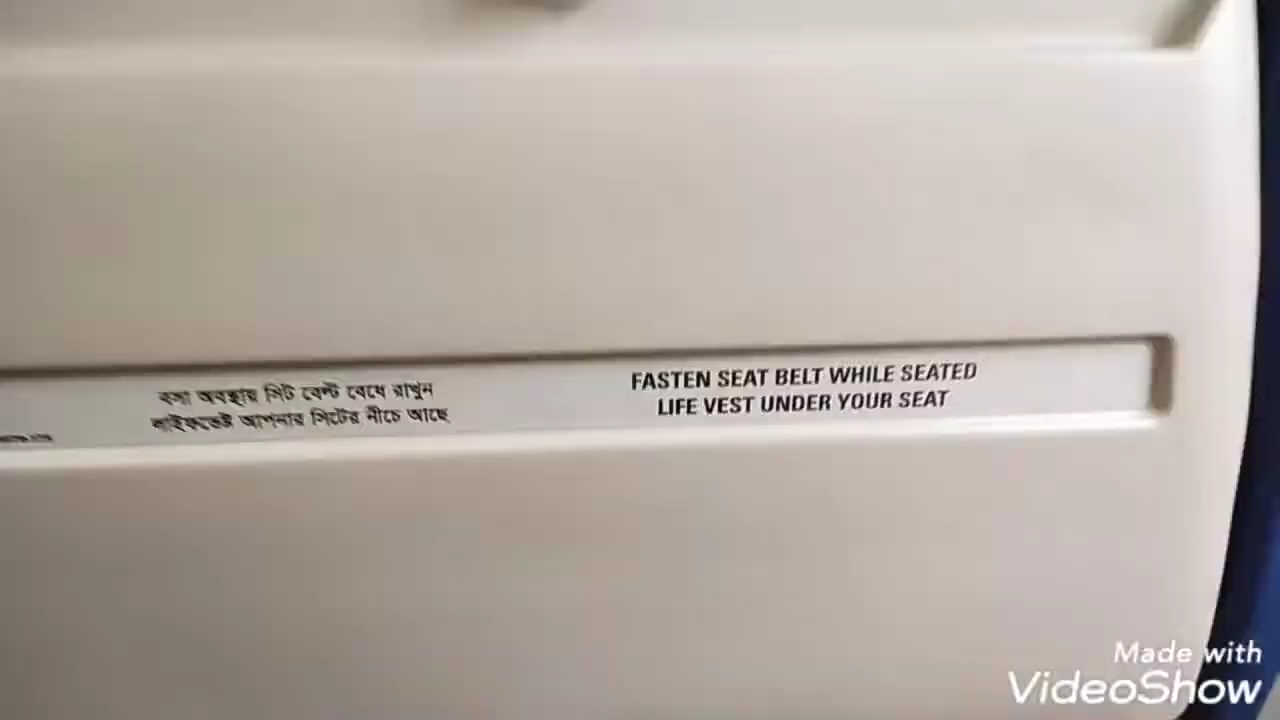 বসা অবস্থায় সিট বেল্ট বেধে রাখুন
লাইফভেষ্ট আপনার সিটের নীচে আছে
FASTEN SEAT BELT WHILE SEATED
LIFE VEST UNDER YOUR SEAT
Made with
VideoShow